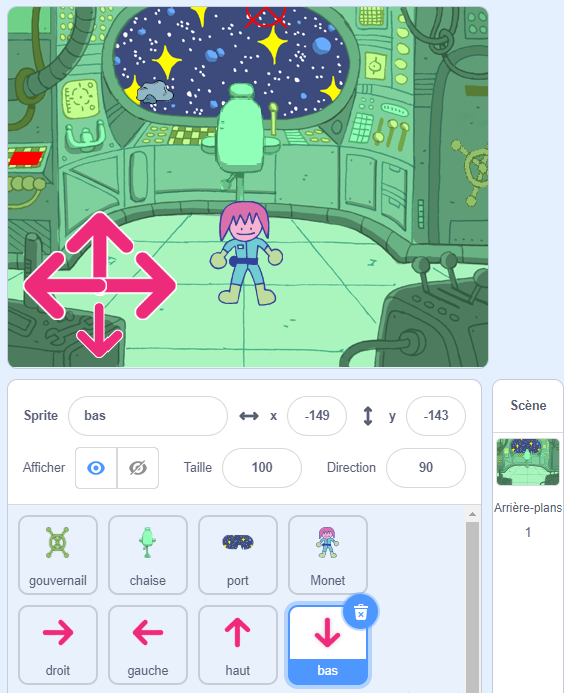 Sprite bas x -149 y -143
Scène
Afficher Taille 100 Direction 90
Arrière-plans
1
gouvernail chaise port Monet
droit gauche haut bas